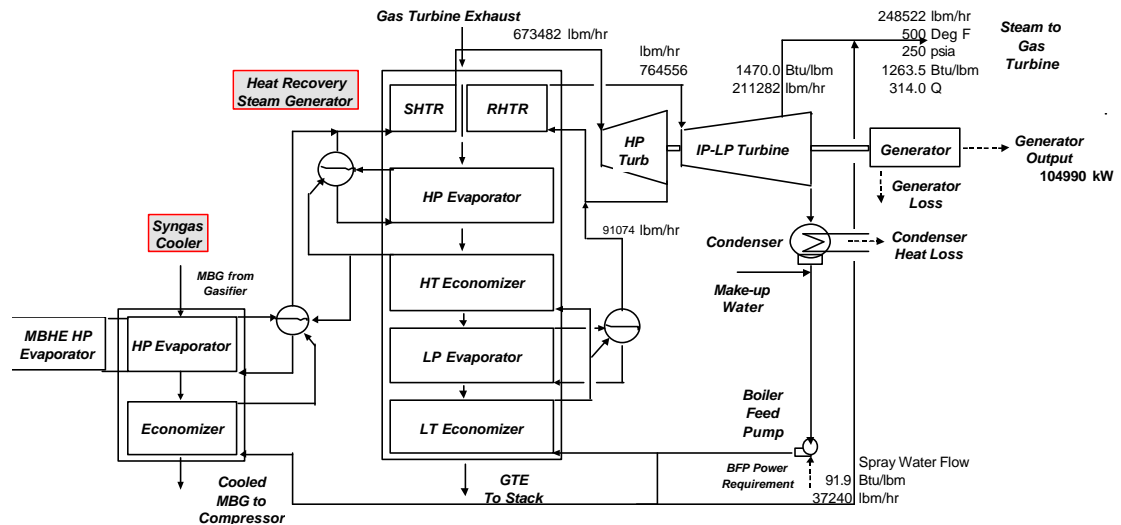 Gas Turbine Exhaust
673482 lbm/hr
lbm/hr
764556
1470.0 Btu/lbm
211282 lbm/hr
248522 lbm/hr
500 Deg F
250 psia
1263.5 Btu/lbm
314.0 Q
Steam to
Gas
Turbine
Heat Recovery
Steam Generator
SHTR
RHTR
HP
Turb
IP-LP Turbine
Generator
Generator
Output
104990 kW
Generator
Loss
HP Evaporator
Syngas
Cooler
91074 lbm/hr
Condenser
Condenser
Heat Loss
MBG from
Gasifier
HT Economizer
Make-up
Water
MBHE HP
Evaporator
HP Evaporator
LP Evaporator
Economizer
LT Economizer
Boiler
Feed
Pump
BFP Power
Requirement
Spray Water Flow
91.9 Btu/lbm
37240 lbm/hr
Cooled
MBG to
Compressor
GTE
To Stack